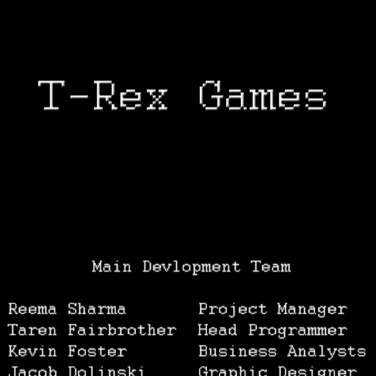 T-Rex Games
Main Devlopment Team
Reema Sharma Project Manager
Taren Fairbrother Head Programmer
Kevin Foster Business Analysts
Jacob Dolinski Graphic Designer